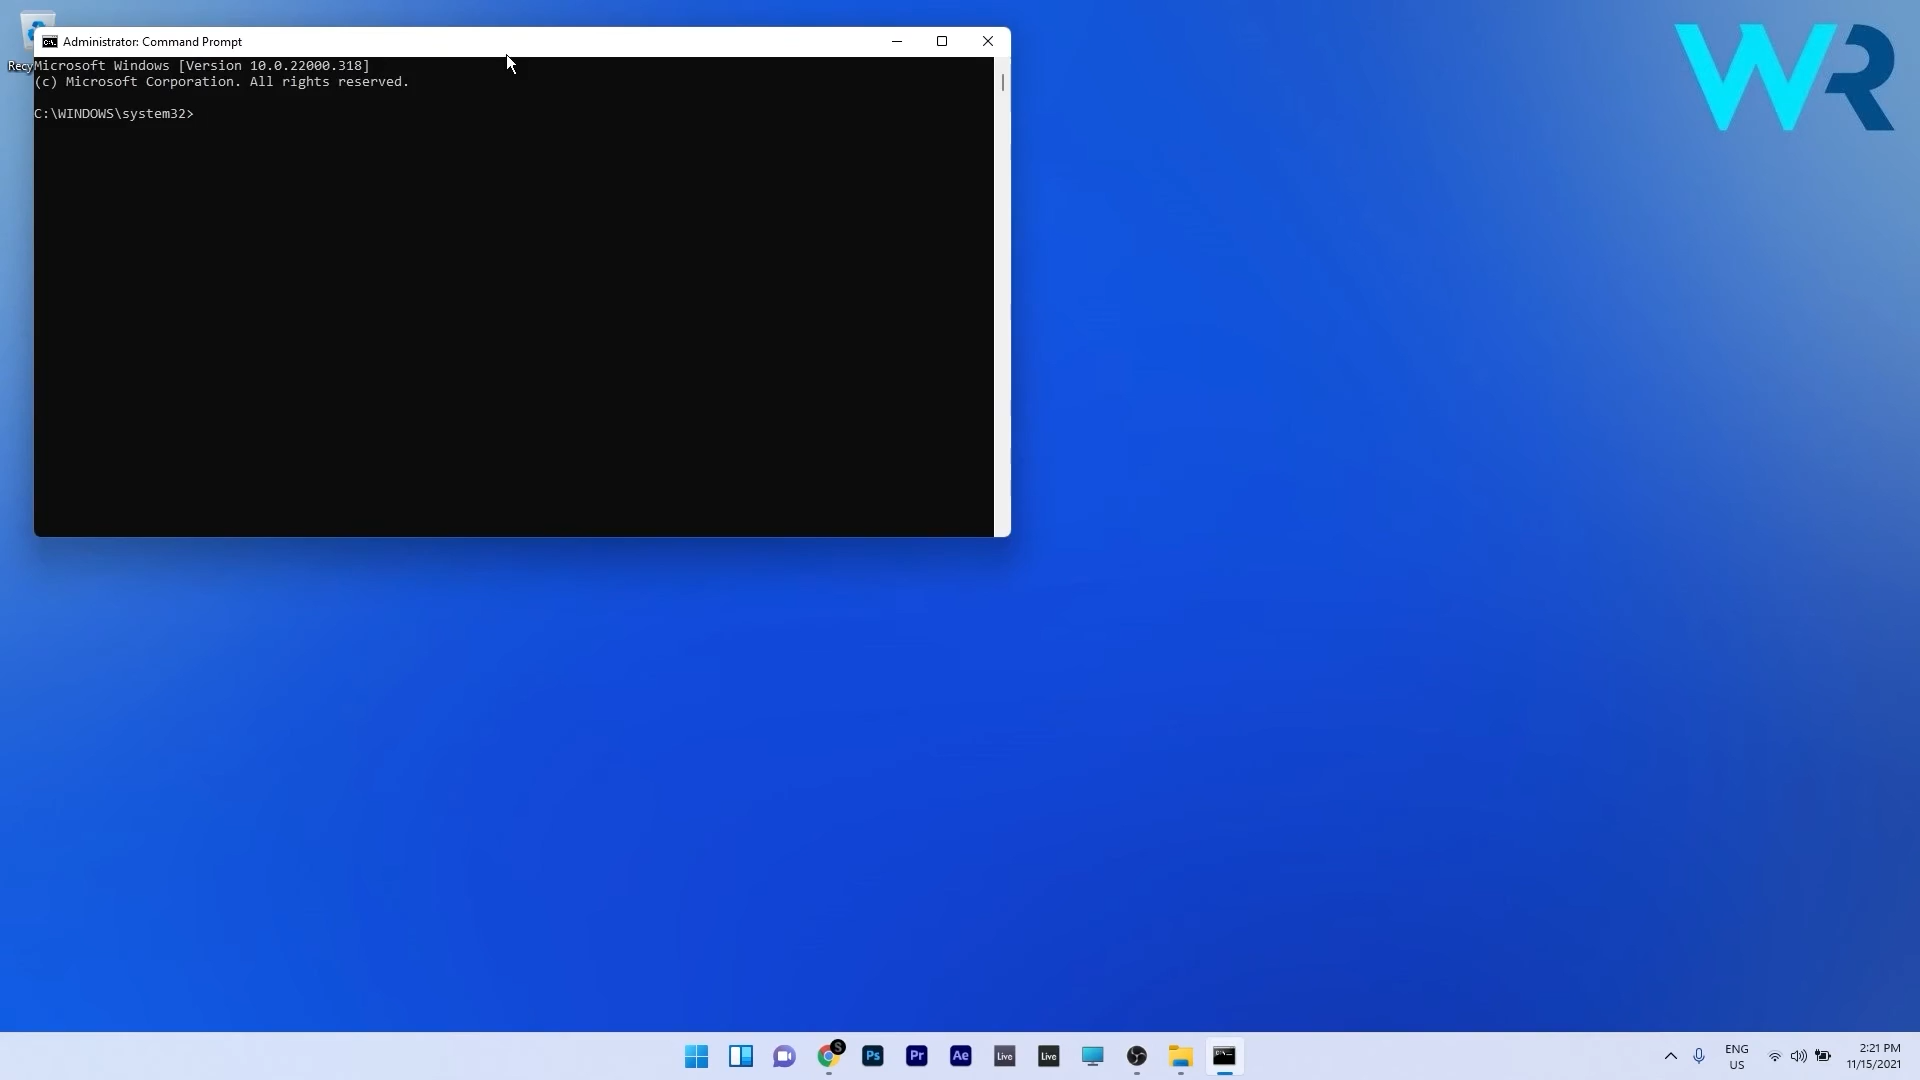 WR
Administrator: Command Prompt
Recy
Microsoft Windows [Version 10.0.22000.318]
(c) Microsoft Corporation. All rights reserved.
C:\WINDOWS\system32>
S
Ps
Pr
Ae
Live
Live
ENG
US
2:21 PM
11/15/2021